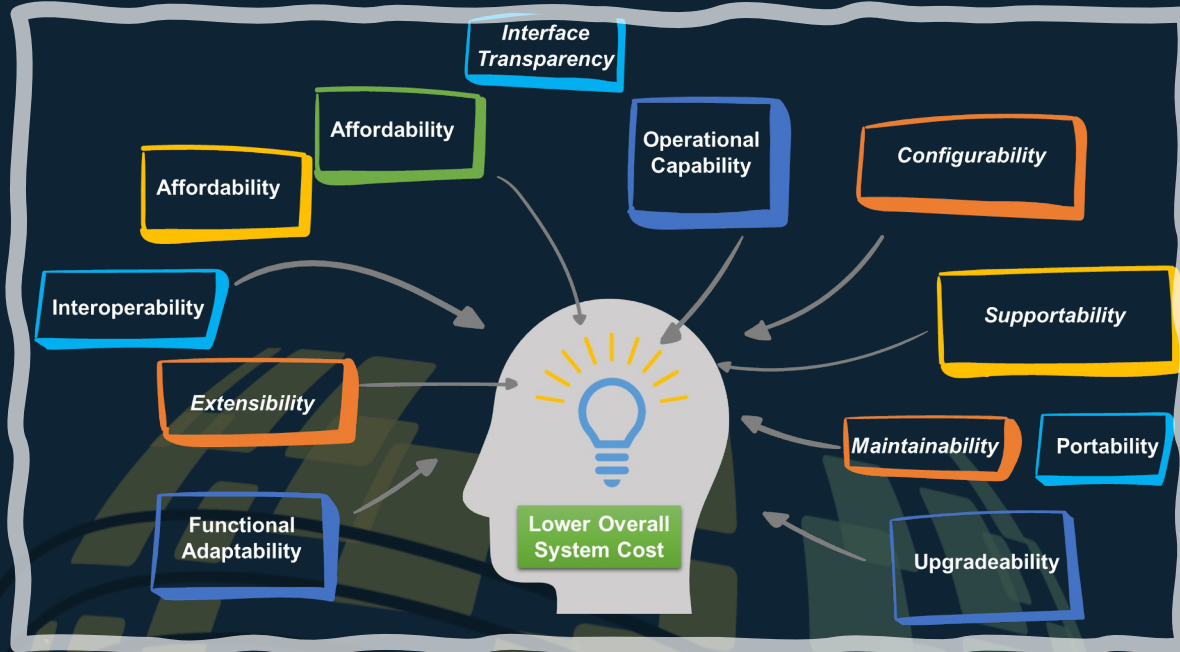 Interface
Transparency
Affordability
Operational
Capability
Configurability
Affordability
Interoperability
Supportability
Extensibility
Maintainability
Portability
Functional
Adaptability
Lower Overall
System Cost
Upgradeability